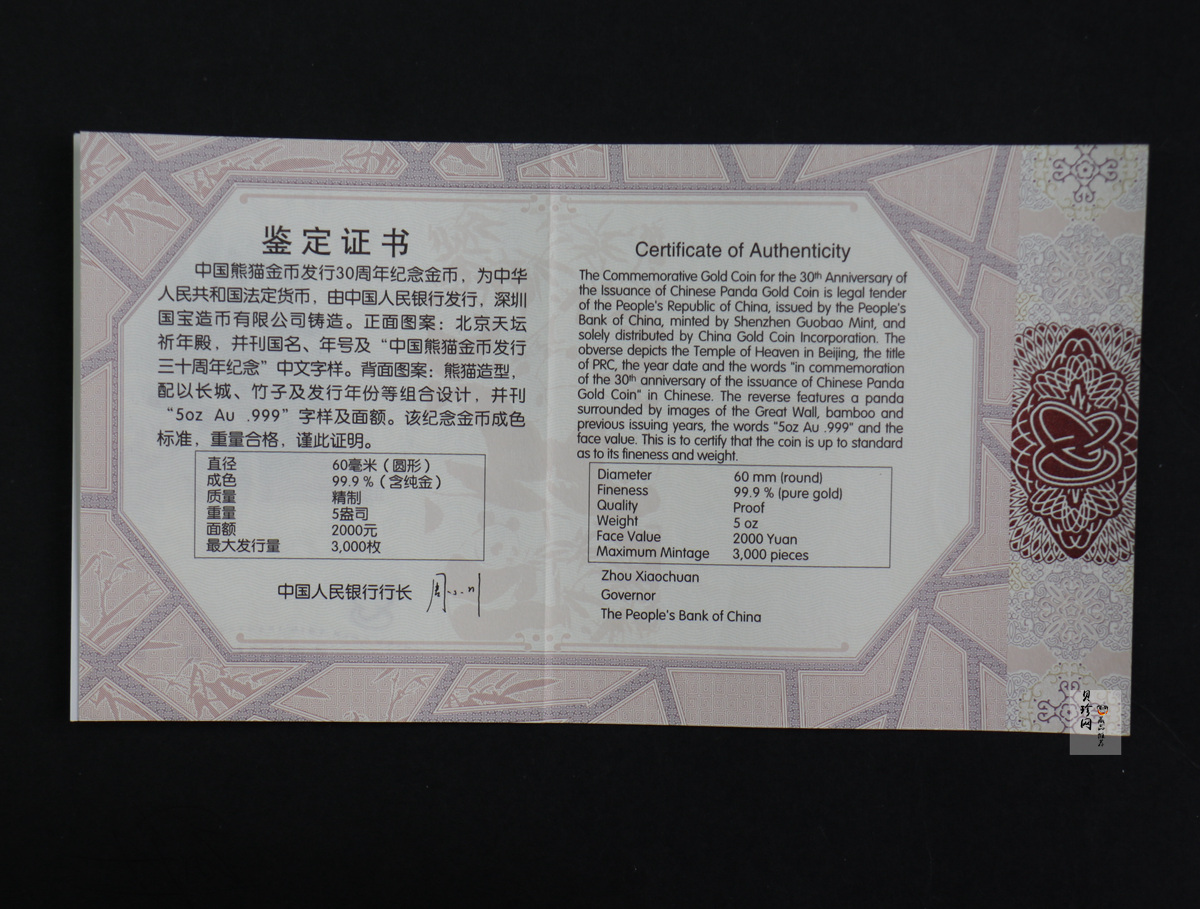 鉴定证书
中国熊猫金币发行30周年纪念金币，为中华
人民共和国法定货币，由中国人民银行发行，深圳
国宝造币有限公司铸造。正面图案：北京天坛
祈年殿，并刊国名、年号及“中国熊猫金币发行
三十周年纪念”中文字样。背面图案：熊猫造型，
配以长城、竹子及发行年份等组合设计，并刊
“5oz Au .999”字样及面额。该纪念金币成色
标准，重量合格，谨此证明。
直径 60毫米（圆形）
成色 99.9％（含纯金）
质量 精制
重量 5盎司
面额 2000元
最大发行量 3,000枚
中国人民银行行长 周小川
Certificate of Authenticity
The Commemorative Gold Coin for the 30th Anniversary of
the Issuance of Chinese Panda Gold Coin is legal tender
of the People's Republic of China, issued by the People's
Bank of China, minted by Shenzhen Guobao Mint, and
solely distributed by China Gold Coin Incorporation. The
obverse depicts the Temple of Heaven in Beijing, the title
of PRC, the year date and the words "in commemoration
of the 30th anniversary of the issuance of Chinese Panda
Gold Coin" in Chinese. The reverse features a panda
surrounded by images of the Great Wall, bamboo and
previous issuing years, the words "5oz Au .999" and the
face value. This is to certify that the coin is up to standard
as to its fineness and weight.
Diameter 60 mm (round)
Fineness 99.9 % (pure gold)
Quality Proof
Weight 5 oz
Face Value 2000 Yuan
Maximum Mintage 3,000 pieces
Zhou Xiaochuan
Governor
The People's Bank of China
贝珍网